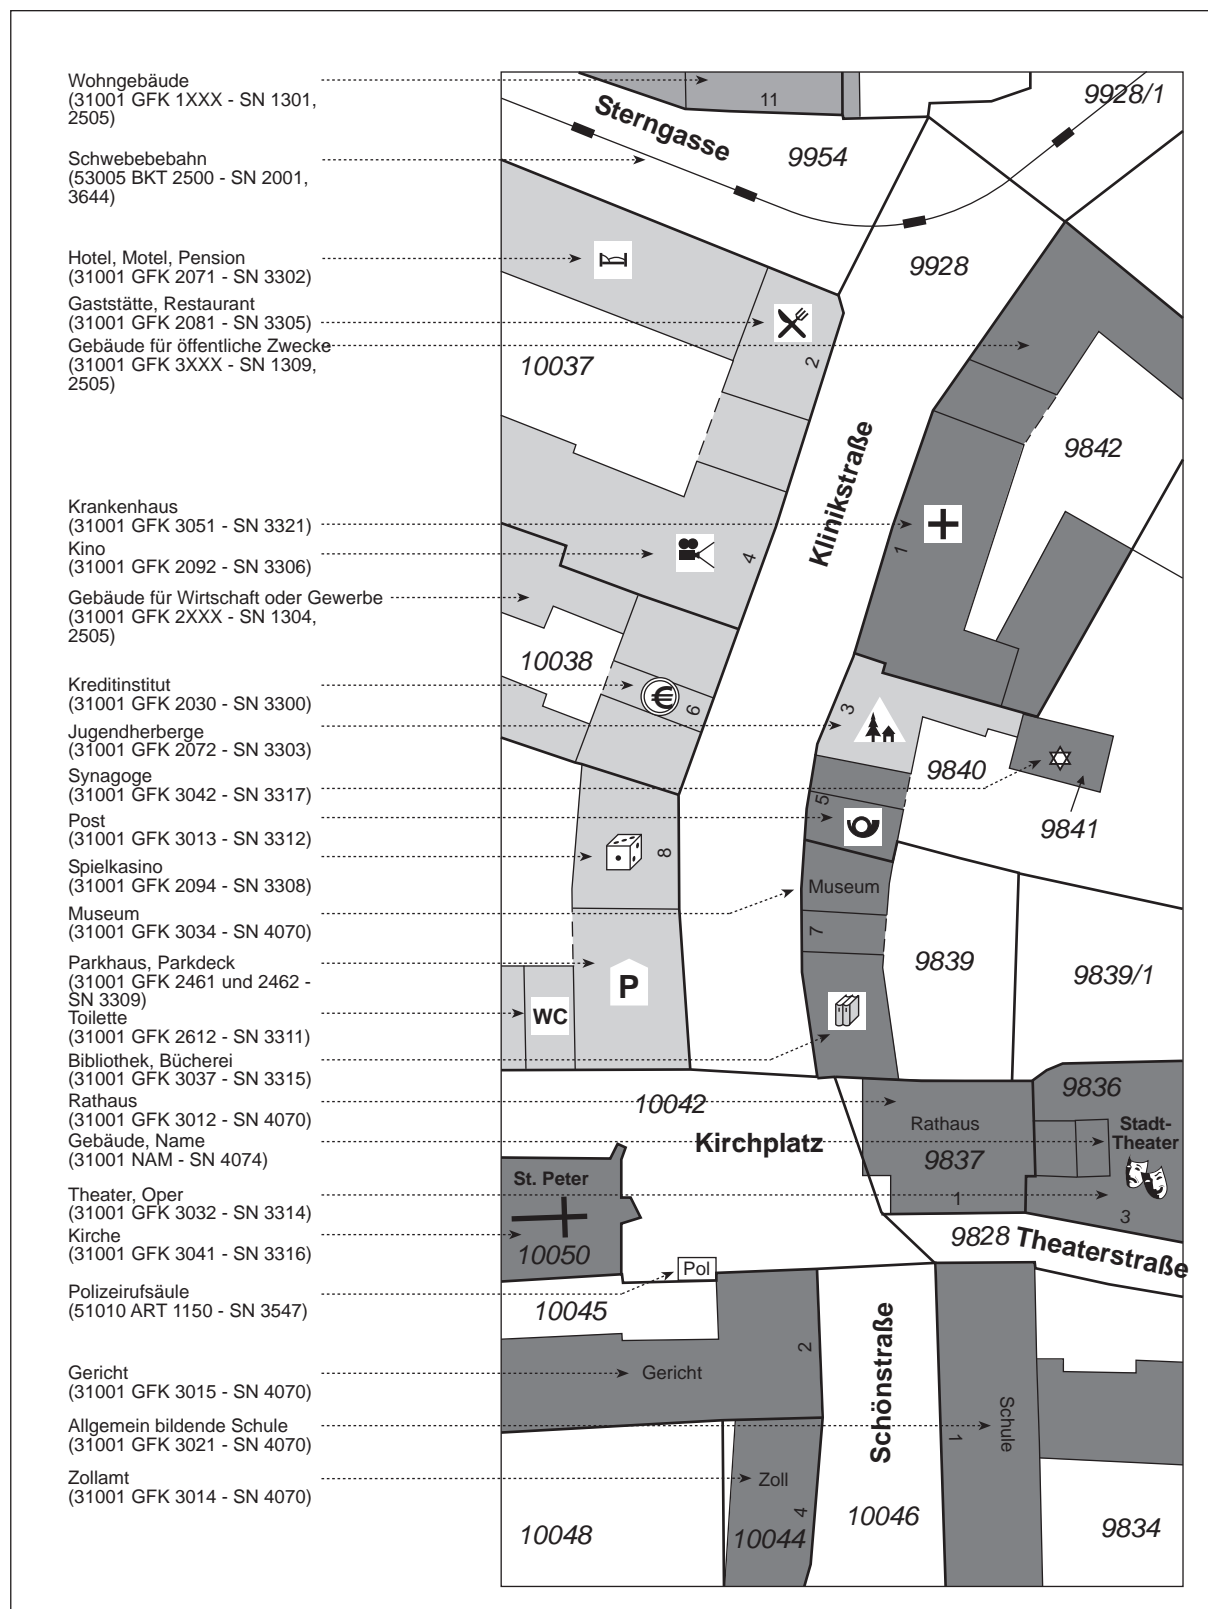 Wohngebäude
(31001 GFK 1XXX - SN 1301,
2505)
Schwebebebahn
(53005 BKT 2500 - SN 2001,
3644)
Hotel, Motel, Pension
(31001 GFK 2071 - SN 3302)
Gaststätte, Restaurant
(31001 GFK 2081 - SN 3305)
Gebäude für öffentliche Zwecke
(31001 GFK 3XXX - SN 1309,
2505)
Krankenhaus
(31001 GFK 3051 - SN 3321)
Kino
(31001 GFK 2092 - SN 3306)
Gebäude für Wirtschaft oder Gewerbe
(31001 GFK 2XXX - SN 1304,
2505)
Kreditinstitut
(31001 GFK 2030 - SN 3300)
Jugendherberge
(31001 GFK 2072 - SN 3303)
Synagoge
(31001 GFK 3042 - SN 3317)
Post
(31001 GFK 3013 - SN 3312)
Spielkasino
(31001 GFK 2094 - SN 3308)
Museum
(31001 GFK 3034 - SN 4070)
Parkhaus, Parkdeck
(31001 GFK 2461 und 2462 -
SN 3309)
Toilette
(31001 GFK 2612 - SN 3311)
Bibliothek, Bücherei
(31001 GFK 3037 - SN 3315)
Rathaus
(31001 GFK 3012 - SN 4070)
Gebäude, Name
(31001 NAM - SN 4074)
Theater, Oper
(31001 GFK 3032 - SN 3314)
Kirche
(31001 GFK 3041 - SN 3316)
Polizeirufsäule
(51010 ART 1150 - SN 3547)
Gericht
(31001 GFK 3015 - SN 4070)
Allgemein bildende Schule
(31001 GFK 3021 - SN 4070)
Zollamt
(31001 GFK 3014 - SN 4070)
11
9928/1
Sterngasse
9954
9928
2
10037
Klinikstraße
9842
1
4
10038
€
6
3
9840
9841
5
8
Museum
7
9839
9839/1
P
WC
10042
9836
Rathaus
Stadt-
Theater
Kirchplatz
9837
1
3
St. Peter
10050
9828
Theaterstraße
Pol
10045
2
Gericht
Schönstraße
Schule
1
Zoll
4
10048
10044
10046
9834